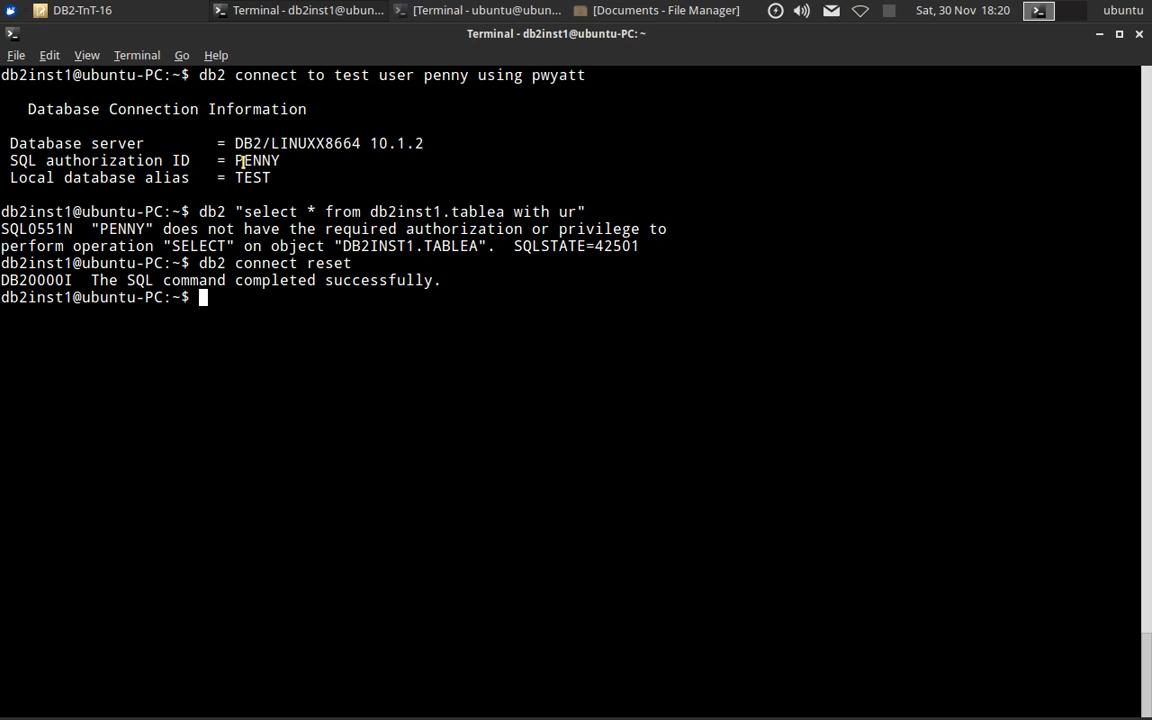 DB2-TnT-16
Terminal - db2inst1@ubun...
[Terminal - ubuntu@ubun...
[Documents - File Manager]
Sat, 30 Nov 18:20
ubuntu
Terminal - db2inst1@ubuntu-PC: ~
File Edit View Terminal Go Help
db2inst1@ubuntu-PC:~$ db2 connect to test user penny using pwyatt
Database Connection Information
Database server = DB2/LINUXX8664 10.1.2
SQL authorization ID = PENNY
Local database alias = TEST
db2inst1@ubuntu-PC:~$ db2 "select * from db2inst1.tablea with ur"
SQL0551N "PENNY" does not have the required authorization or privilege to
perform operation "SELECT" on object "DB2INST1.TABLEA". SQLSTATE=42501
db2inst1@ubuntu-PC:~$ db2 connect reset
DB20000I The SQL command completed successfully.
db2inst1@ubuntu-PC:~$